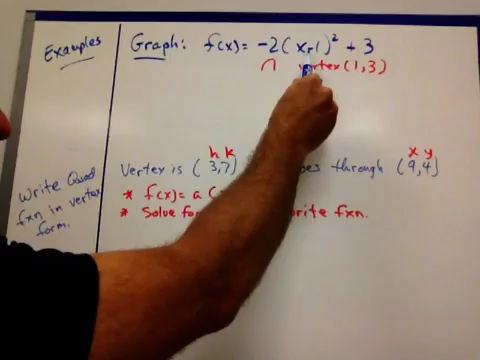 Examples
Graph: f(x) = -2(x-1)² + 3
∩ vertex (1,3)
h k x y
Vertex is (3,7) through (9,4)
Write Quad fxn in vertex form.
* f(x) = a(
* Solve for write fxn.